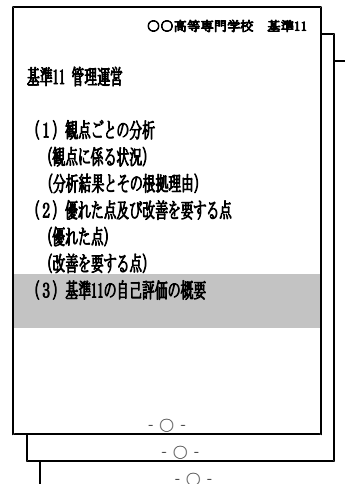 〇〇高等専門学校　基準11
基準11 管理運営
（1）観点ごとの分析
（観点に係る状況）
（分析結果とその根拠理由）
（2）優れた点及び改善を要する点
（優れた点）
（改善を要する点）
（3）基準11の自己評価の概要
- 〇 -
- 〇 -
- 〇 -